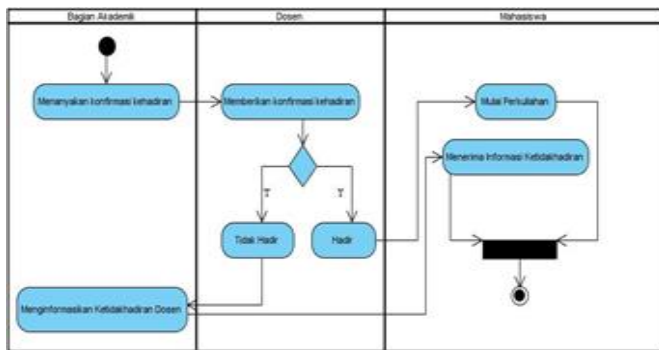 Bagian Akademik
Dosen
Mahasiswa
Menanyakan konfirmasi kehadiran
Memberikan konfirmasi kehadiran
Mulai Perkuliahan
Menerima Informasi Ketidakhadiran
T
T
Tidak Hadir
Hadir
Menginformasikan Ketidakhadiran Dosen